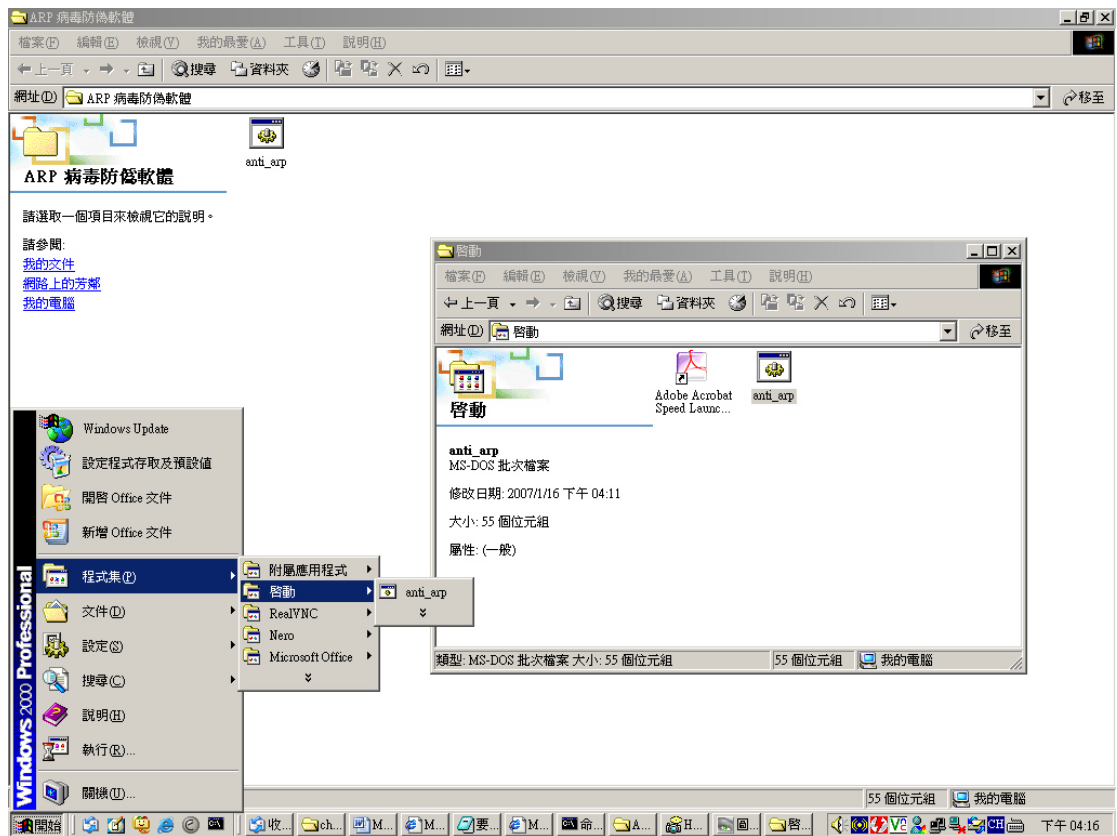 ARP 病毒防偽軟體
檔案(F) 編輯(E) 檢視(V) 我的最愛(A) 工具(T) 說明(H)
上一頁 搜尋 資料夾
網址(D) ARP 病毒防偽軟體 移至
ARP 病毒防偽軟體
請選取一個項目來檢視它的說明。
請參閱:
我的文件
網路上的芳鄰
我的電腦
anti_arp
啓動
檔案(F) 編輯(E) 檢視(V) 我的最愛(A) 工具(T) 說明(H)
上一頁 搜尋 資料夾
網址(D) 啓動 移至
啓動
anti_arp
MS-DOS 批次檔案
修改日期: 2007/1/16 下午 04:11
大小: 55 個位元組
屬性: (一般)
Adobe Acrobat
Speed Launc...
anti_arp
類型: MS-DOS 批次檔案 大小: 55 個位元組 55 個位元組 我的電腦
Windows 2000 Professional
Windows Update
設定程式存取及預設值
開啓 Office 文件
新增 Office 文件
程式集(P)
文件(D)
設定(S)
搜尋(C)
說明(H)
執行(R)...
關機(U)...
附屬應用程式
啓動
RealVNC
Nero
Microsoft Office
anti_arp
55 個位元組 我的電腦
開始 收... ch... M... M... 要... M... 命... A... H... 圖... 啓... CH 下午 04:16